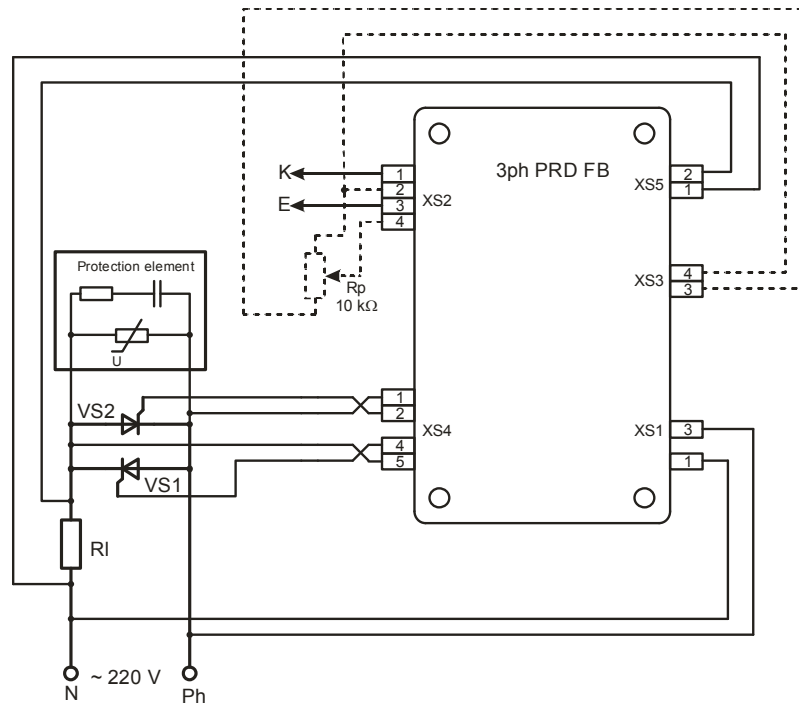 3ph PRD FB
K
E
1
2
3
4
XS2
2
1
XS5
Protection element
U
Rp
10 kΩ
4
3
XS3
VS2
VS1
1
2
4
5
XS4
3
1
XS1
Rl
N
~ 220 V
Ph